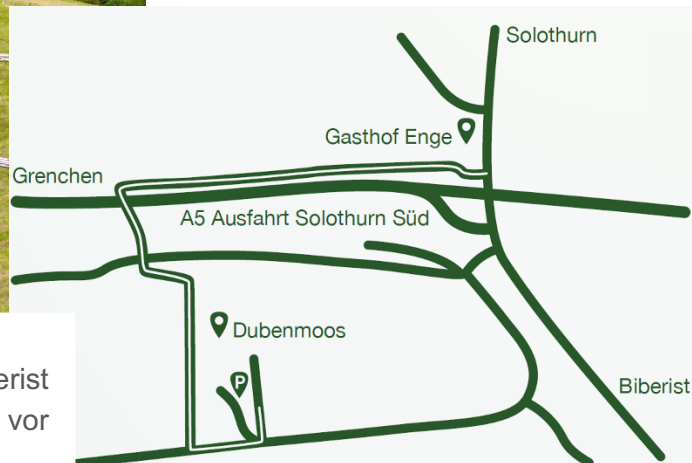 Solothurn
Gasthof Enge
Grenchen
A5 Ausfahrt Solothurn Süd
Dubenmoos
P
Biberist
erist
vor